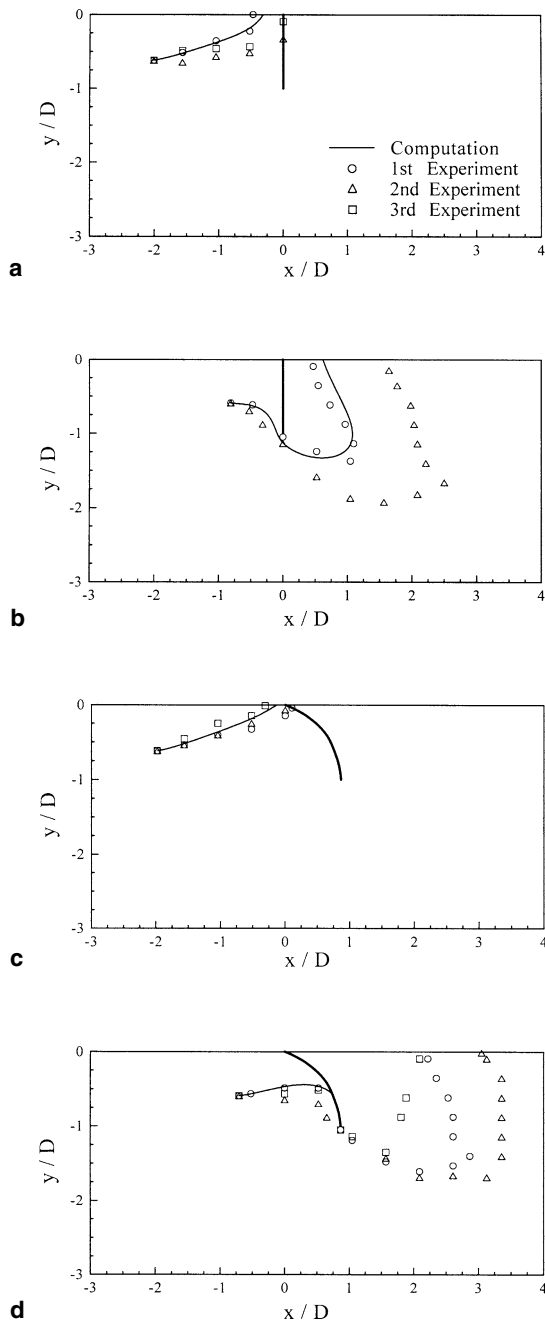 0
-1
-2
-3
y / D
Computation
1st Experiment
2nd Experiment
3rd Experiment
-3 -2 -1 0 1 2 3 4
x / D
a
0
-1
-2
-3
y / D
-3 -2 -1 0 1 2 3 4
x / D
b
0
-1
-2
-3
y / D
-3 -2 -1 0 1 2 3 4
x / D
c
0
-1
-2
-3
y / D
-3 -2 -1 0 1 2 3 4
x / D
d